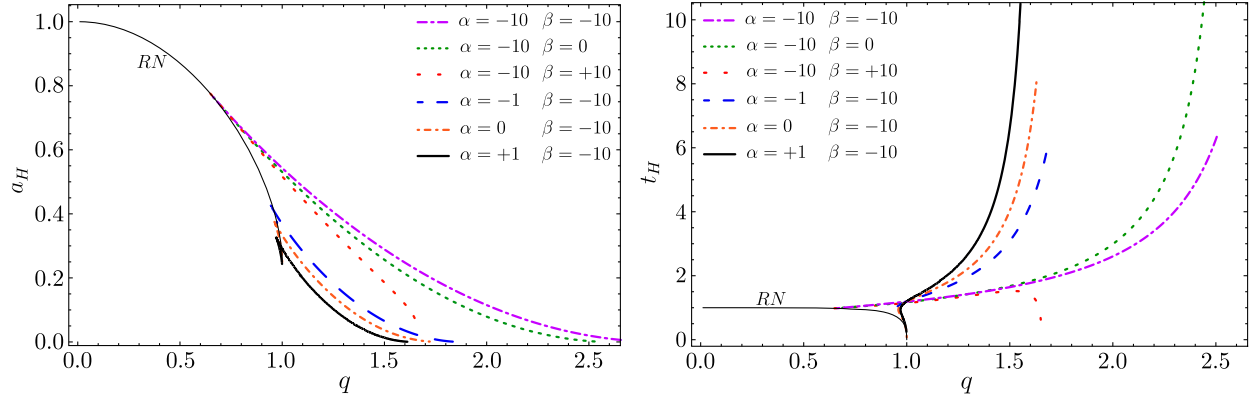 1.0
0.8
0.6
0.4
0.2
0.0
a_H
RN
α = −10 β = −10
α = −10 β = 0
α = −10 β = +10
α = −1 β = −10
α = 0 β = −10
α = +1 β = −10
0.0 0.5 1.0 1.5 2.0 2.5
q
10
8
6
4
2
0
t_H
α = −10 β = −10
α = −10 β = 0
α = −10 β = +10
α = −1 β = −10
α = 0 β = −10
α = +1 β = −10
RN
0.0 0.5 1.0 1.5 2.0 2.5
q